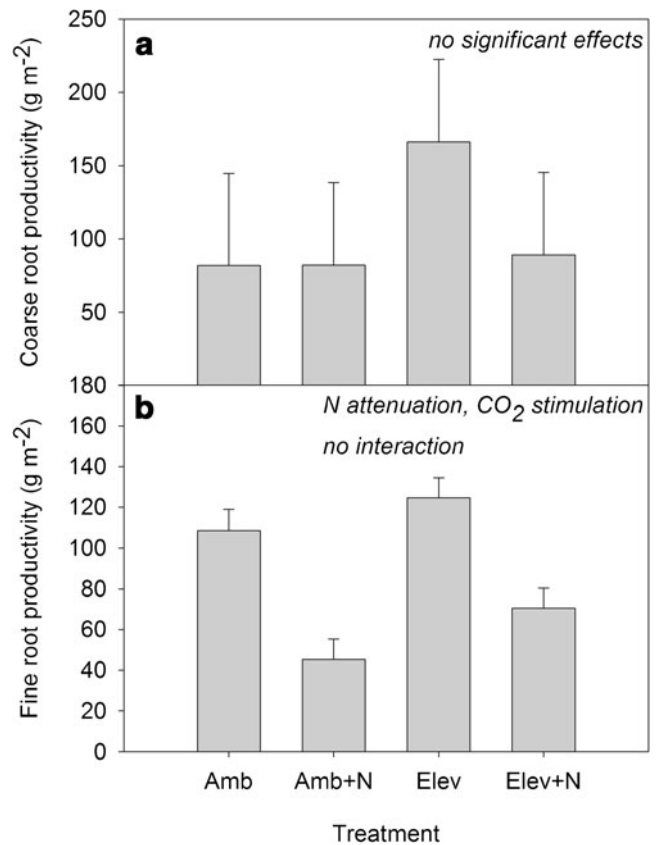 a
no significant effects
Coarse root productivity (g m-2)
250
200
150
100
50
180
b
N attenuation, CO2 stimulation
no interaction
Fine root productivity (g m-2)
160
140
120
100
80
60
40
20
0
Amb Amb+N Elev Elev+N
Treatment